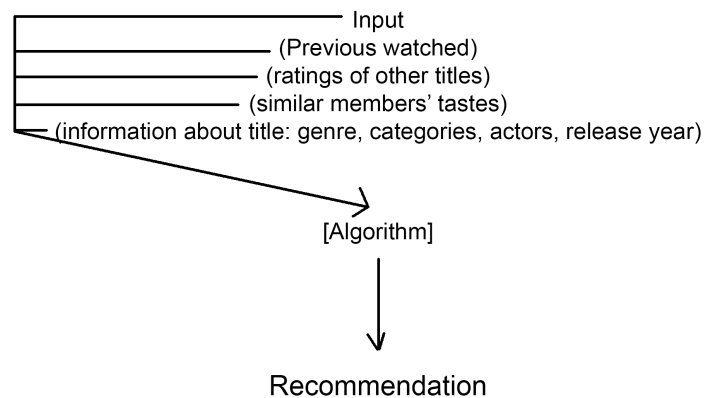 Input
(Previous watched)
(ratings of other titles)
(similar members’ tastes)
(information about title: genre, categories, actors, release year)
[Algorithm]
Recommendation